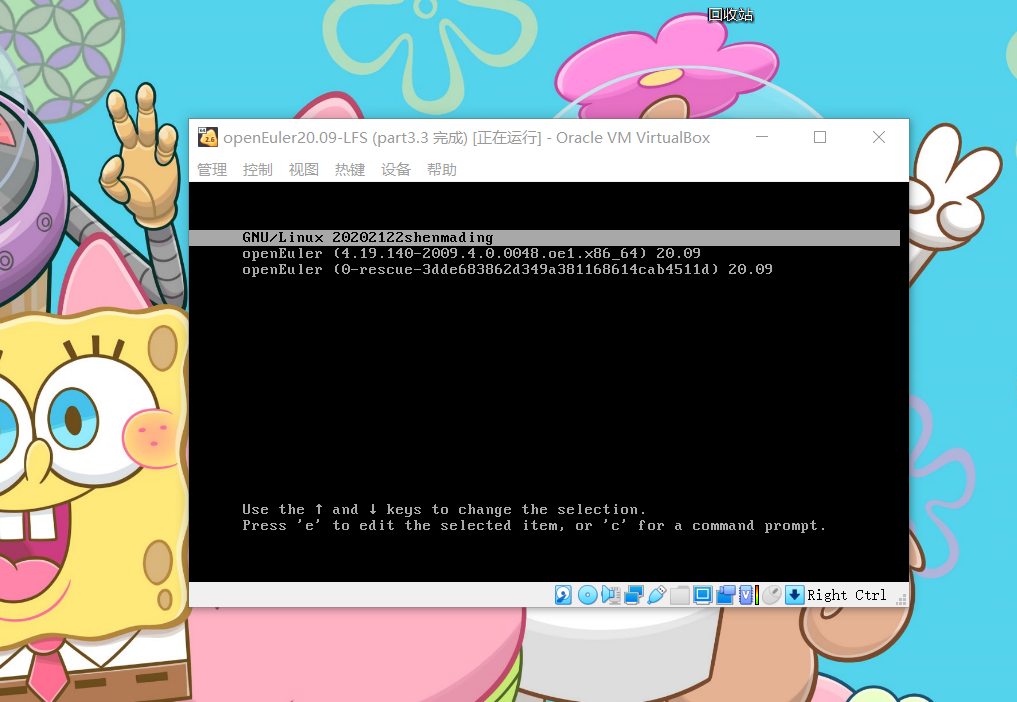 回收站
openEuler20.09-LFS (part3.3 完成) [正在运行] - Oracle VM VirtualBox
管理 控制 视图 热键 设备 帮助
GNU/Linux 20202122shenmading
openEuler (4.19.140-2009.4.0.0048.oe1.x86_64) 20.09
openEuler (0-rescue-3dde683862d349a381168614cab4511d) 20.09
Use the ↑ and ↓ keys to change the selection.
Press 'e' to edit the selected item, or 'c' for a command prompt.
Right Ctrl